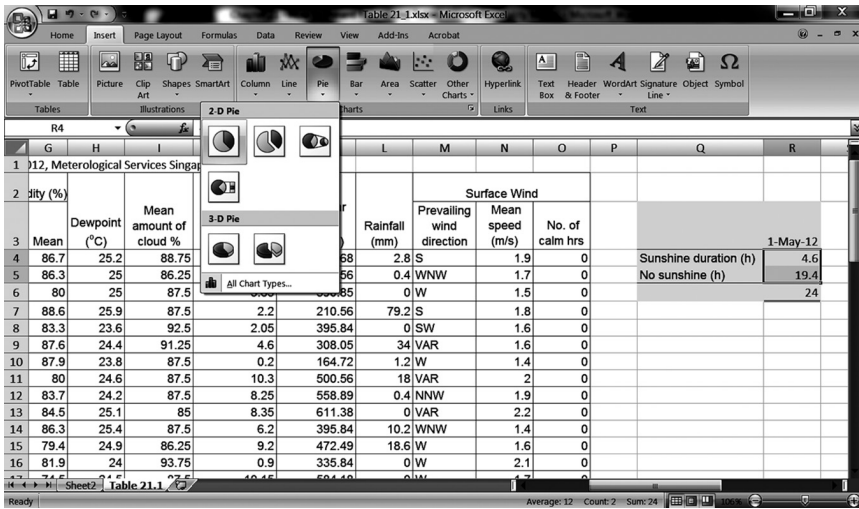 Table 21_1.xlsx - Microsoft Excel
Home Insert Page Layout Formulas Data Review View Add-Ins Acrobat
PivotTable Table Picture Clip Art Shapes SmartArt Column Line Pie Bar Area Scatter Other Charts Hyperlink Text Box Header & Footer WordArt Signature Line Object Symbol
Tables Illustrations harts Links Text
R4 fx
2-D Pie
3-D Pie
All Chart Types...
G H I L M N O P Q R
1 012, Meterological Services Singap
2 dity (%) Surface Wind
3 Mean Dewpoint (°C) Mean amount of cloud % Rainfall (mm) Prevailing wind direction Mean speed (m/s) No. of calm hrs 1-May-12
4 86.7 25.2 88.75 68 2.8 S 1.9 0 Sunshine duration (h) 4.6
5 86.3 25 86.25 56 0.4 WNW 1.7 0 No sunshine (h) 19.4
6 80 25 87.5 85 0 W 1.5 0 24
7 88.6 25.9 87.5 2.2 210.56 79.2 S 1.8 0
8 83.3 23.6 92.5 2.05 395.84 0 SW 1.6 0
9 87.6 24.4 91.25 4.6 308.05 34 VAR 1.6 0
10 87.9 23.8 87.5 0.2 164.72 1.2 W 1.4 0
11 80 24.6 87.5 10.3 500.56 18 VAR 2 0
12 83.7 24.2 87.5 8.25 558.89 0.4 NNW 1.9 0
13 84.5 25.1 85 8.35 611.38 0 VAR 2.2 0
14 86.3 25.4 87.5 6.2 395.84 10.2 WNW 1.4 0
15 79.4 24.9 86.25 9.2 472.49 18.6 W 1.6 0
16 81.9 24 93.75 0.9 335.84 0 W 2.1 0
Sheet2 Table 21.1
Ready Average: 12 Count: 2 Sum: 24 106%